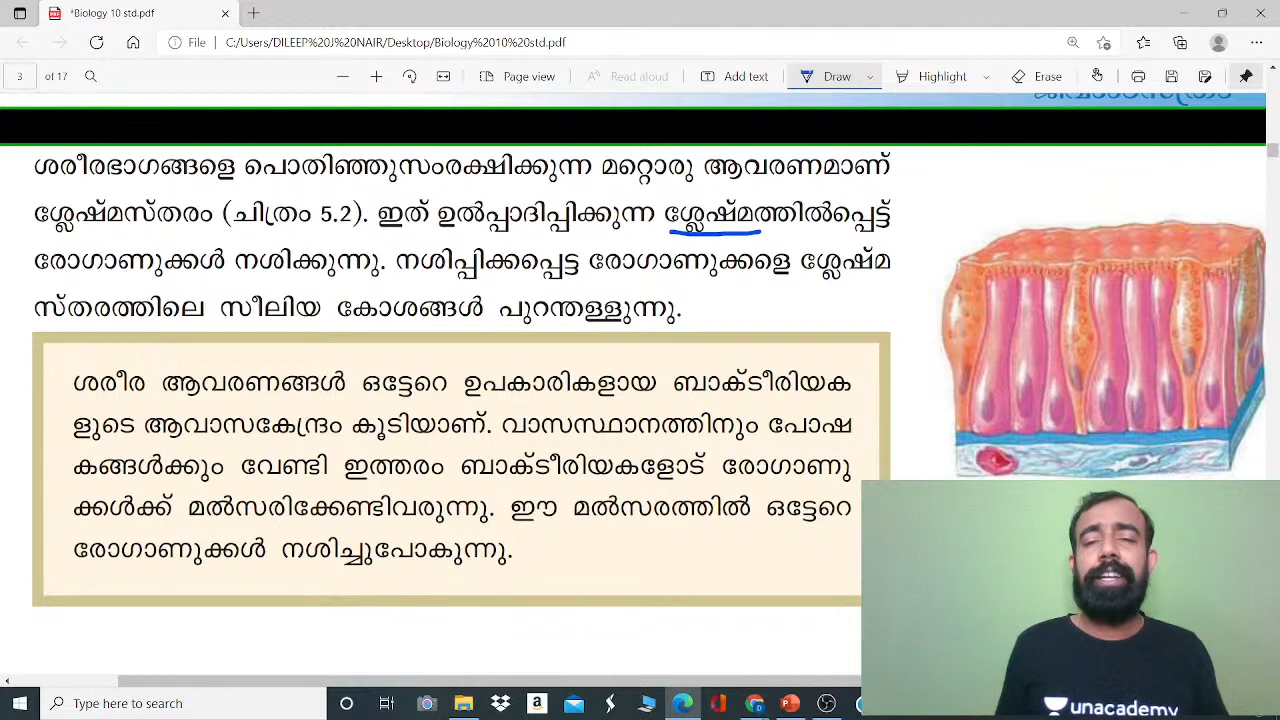 *Biology 10 std.pdf
File C:/Users/DILEEP%20J%20NAIR/Desktop/Biology%2010%20std.pdf
3 of 17 Page view Read aloud Add text Draw Highlight Erase
ശരീരഭാഗങ്ങളെ പൊതിഞ്ഞുസംരക്ഷിക്കുന്ന മറ്റൊരു ആവരണമാണ്
ശ്ലേഷ്മസ്തരം (ചിത്രം 5.2). ഇത് ഉൽപ്പാദിപ്പിക്കുന്ന ശ്ലേഷ്മത്തിൽപ്പെട്ട്
രോഗാണുക്കൾ നശിക്കുന്നു. നശിപ്പിക്കപ്പെട്ട രോഗാണുക്കളെ ശ്ലേഷ്മ
സ്തരത്തിലെ സീലിയ കോശങ്ങൾ പുറന്തള്ളുന്നു.
ശരീര ആവരണങ്ങൾ ഒട്ടേറെ ഉപകാരികളായ ബാക്ടീരിയക
ളുടെ ആവാസകേന്ദ്രം കൂടിയാണ്. വാസസ്ഥാനത്തിനും പോഷ
കങ്ങൾക്കും വേണ്ടി ഇത്തരം ബാക്ടീരിയകളോട് രോഗാണു
ക്കൾക്ക് മൽസരിക്കേണ്ടിവരുന്നു. ഈ മൽസരത്തിൽ ഒട്ടേറെ
രോഗാണുക്കൾ നശിച്ചുപോകുന്നു.
unacademy
Type here to search